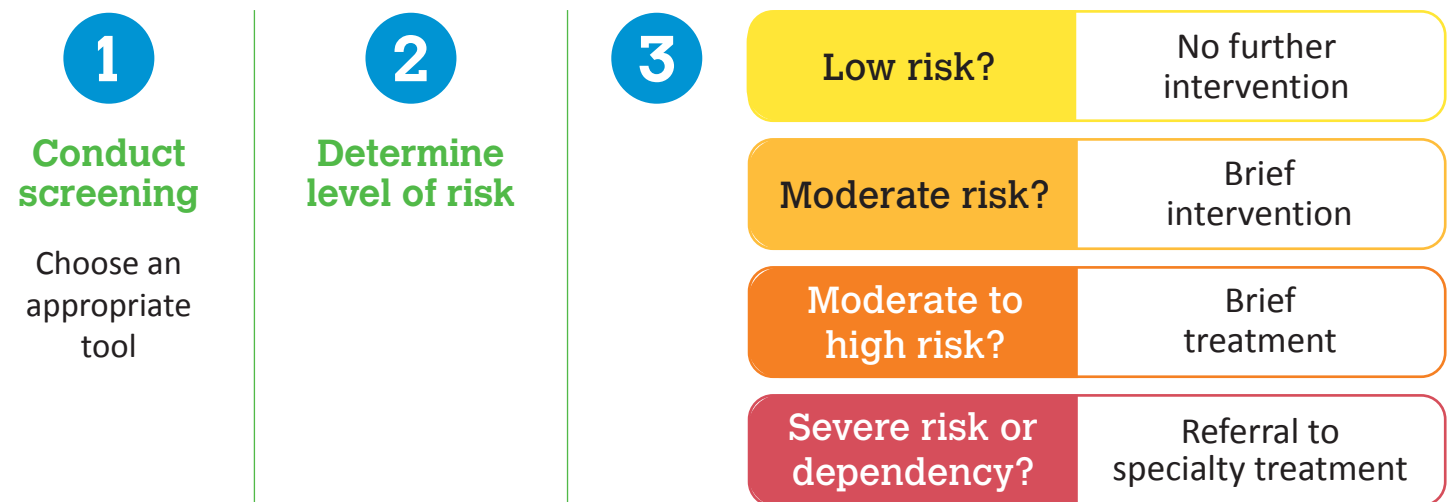 1
Conduct
screening
Choose an
appropriate
tool
2
Determine
level of risk
3
Low risk?
No further
intervention
Moderate risk?
Brief
intervention
Moderate to
high risk?
Brief
treatment
Severe risk or
dependency?
Referral to
specialty treatment